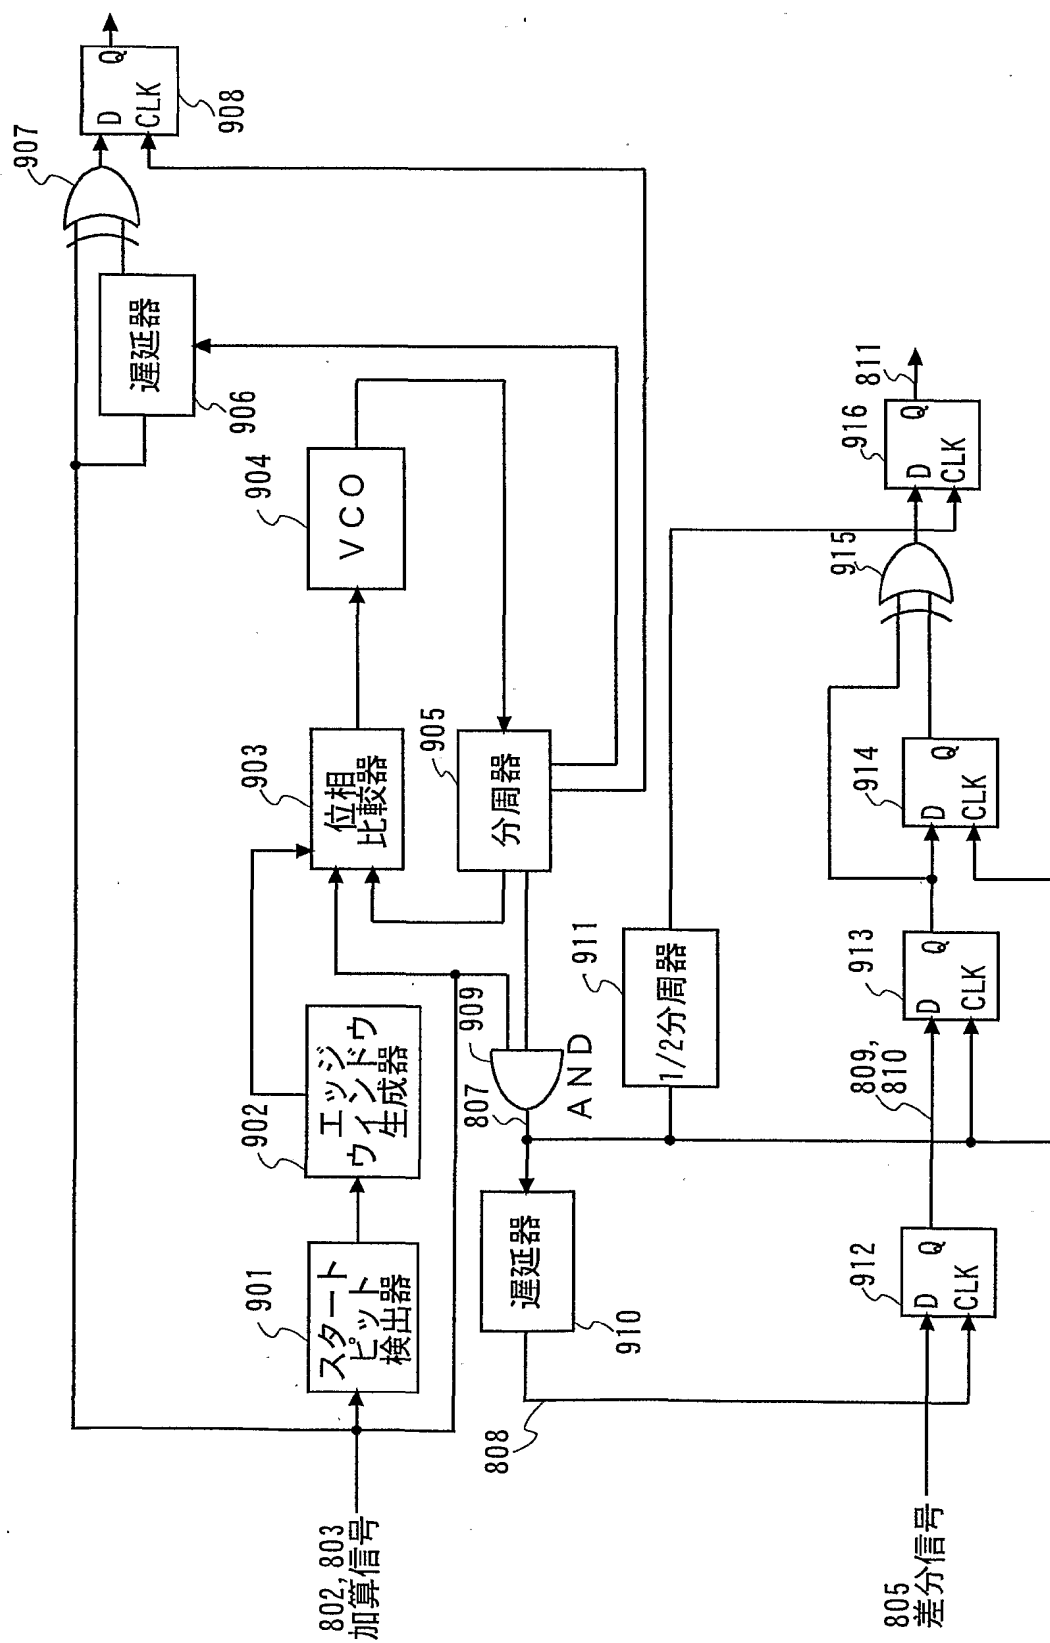 802, 803
加算信号
901
スタート
ピット
検出器
902
エッジ
ウィンドウ
生成器
903
位相
比較器
904
VCO
905
分周器
906
遅延器
907
908
D
Q
CLK
909
AND
807
910
遅延器
808
911
1/2分周器
805
差分信号
912
D
Q
CLK
809,
810
913
D
Q
CLK
914
D
Q
CLK
915
916
D
Q
CLK
811